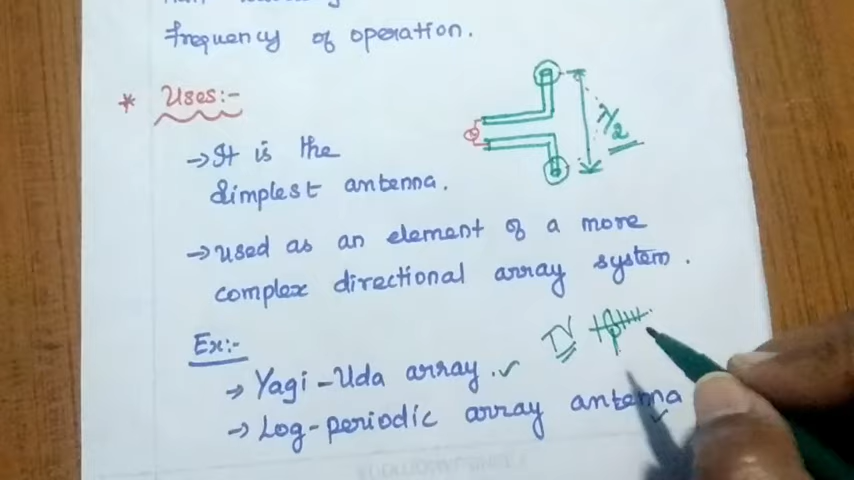 frequency of operation.
* Uses:-
→ It is the
simplest antenna.
λ/2
→ used as an element of a more
complex directional array system.
TV
Ex:-
→ Yagi-Uda array. ✓
→ Log-periodic array antenna ✓